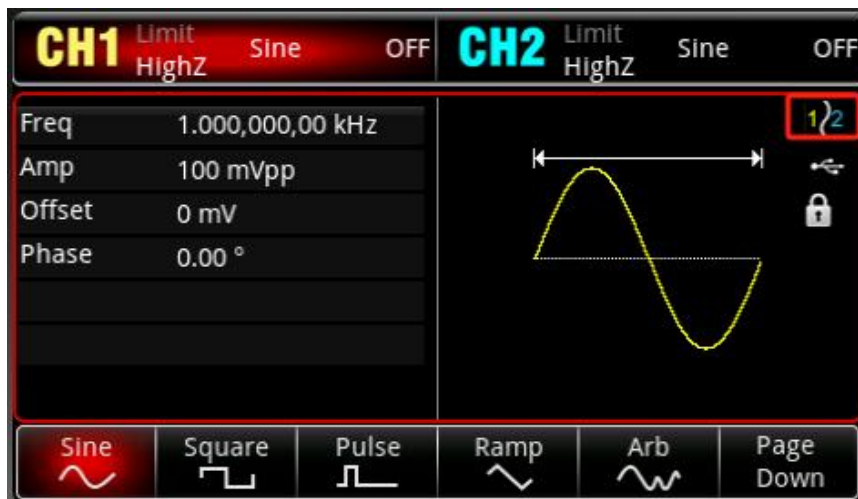 CH1 Limit HighZ Sine OFF CH2 Limit HighZ Sine OFF
1/2
Freq 1.000,000,00 kHz
Amp 100 mVpp
Offset 0 mV
Phase 0.00 °
Sine Square Pulse Ramp Arb Page Down